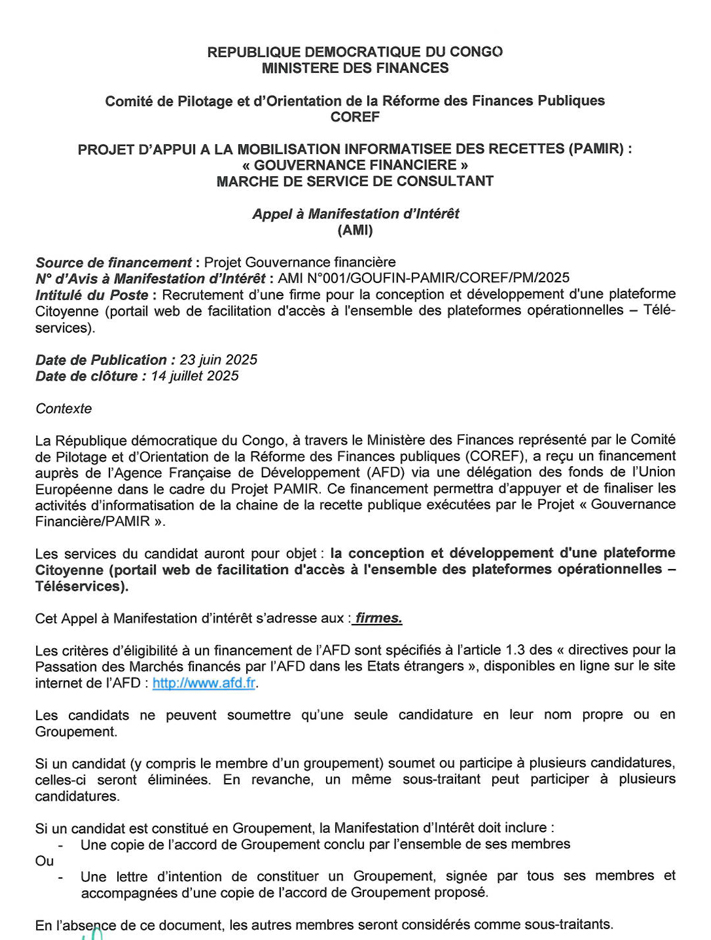 REPUBLIQUE DEMOCRATIQUE DU CONGO
MINISTERE DES FINANCES
Comité de Pilotage et d'Orientation de la Réforme des Finances Publiques
COREF
PROJET D'APPUI A LA MOBILISATION INFORMATISEE DES RECETTES (PAMIR) :
« GOUVERNANCE FINANCIERE »
MARCHE DE SERVICE DE CONSULTANT
Appel à Manifestation d'Intérêt
(AMI)
Source de financement : Projet Gouvernance financière
N° d'Avis à Manifestation d'Intérêt : AMI N°001/GOUFIN-PAMIR/COREF/PM/2025
Intitulé du Poste : Recrutement d'une firme pour la conception et développement d'une plateforme
Citoyenne (portail web de facilitation d'accès à l'ensemble des plateformes opérationnelles – Télé-
services).
Date de Publication : 23 juin 2025
Date de clôture : 14 juillet 2025
Contexte
La République démocratique du Congo, à travers le Ministère des Finances représenté par le Comité
de Pilotage et d'Orientation de la Réforme des Finances publiques (COREF), a reçu un financement
auprès de l'Agence Française de Développement (AFD) via une délégation des fonds de l'Union
Européenne dans le cadre du Projet PAMIR. Ce financement permettra d'appuyer et de finaliser les
activités d'informatisation de la chaine de la recette publique exécutées par le Projet « Gouvernance
Financière/PAMIR ».
Les services du candidat auront pour objet : la conception et développement d'une plateforme
Citoyenne (portail web de facilitation d'accès à l'ensemble des plateformes opérationnelles –
Téléservices).
Cet Appel à Manifestation d'intérêt s'adresse aux : firmes.
Les critères d'éligibilité à un financement de l'AFD sont spécifiés à l'article 1.3 des « directives pour la
Passation des Marchés financés par l'AFD dans les Etats étrangers », disponibles en ligne sur le site
internet de l'AFD : http://www.afd.fr.
Les candidats ne peuvent soumettre qu'une seule candidature en leur nom propre ou en
Groupement.
Si un candidat (y compris le membre d'un groupement) soumet ou participe à plusieurs candidatures,
celles-ci seront éliminées. En revanche, un même sous-traitant peut participer à plusieurs
candidatures.
Si un candidat est constitué en Groupement, la Manifestation d'Intérêt doit inclure :
- Une copie de l'accord de Groupement conclu par l'ensemble de ses membres
Ou
- Une lettre d'intention de constituer un Groupement, signée par tous ses membres et
accompagnées d'une copie de l'accord de Groupement proposé.
En l'absence de ce document, les autres membres seront considérés comme sous-traitants.